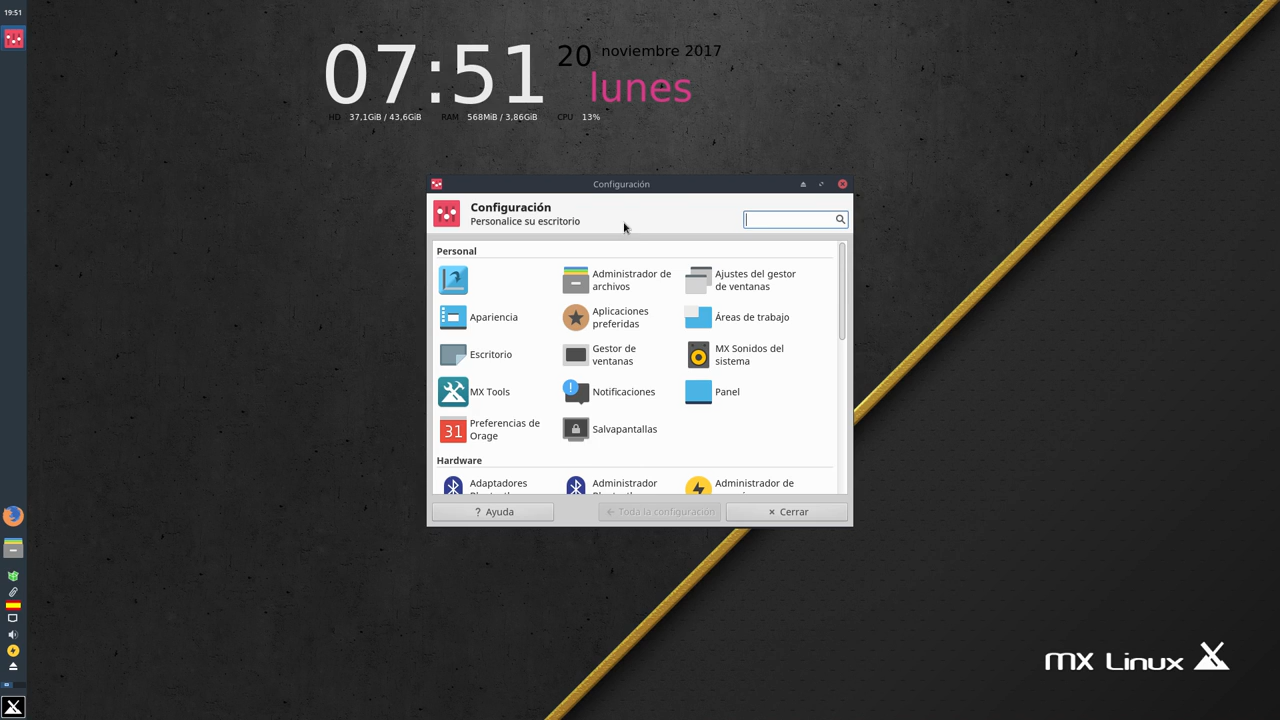 19:51
07:51
20 noviembre 2017
lunes
HD 37,1GiB / 43,6GiB RAM 568MiB / 3,86GiB CPU 13%
Configuración
Configuración
Personalice su escritorio
Personal
Administrador de archivos
Ajustes del gestor de ventanas
Apariencia
Aplicaciones preferidas
Áreas de trabajo
Escritorio
Gestor de ventanas
MX Sonidos del sistema
MX Tools
Notificaciones
Panel
31
Preferencias de Orage
Salvapantallas
Hardware
Adaptadores
Administrador
Administrador de
? Ayuda
Toda la configuración
Cerrar
MX Linux